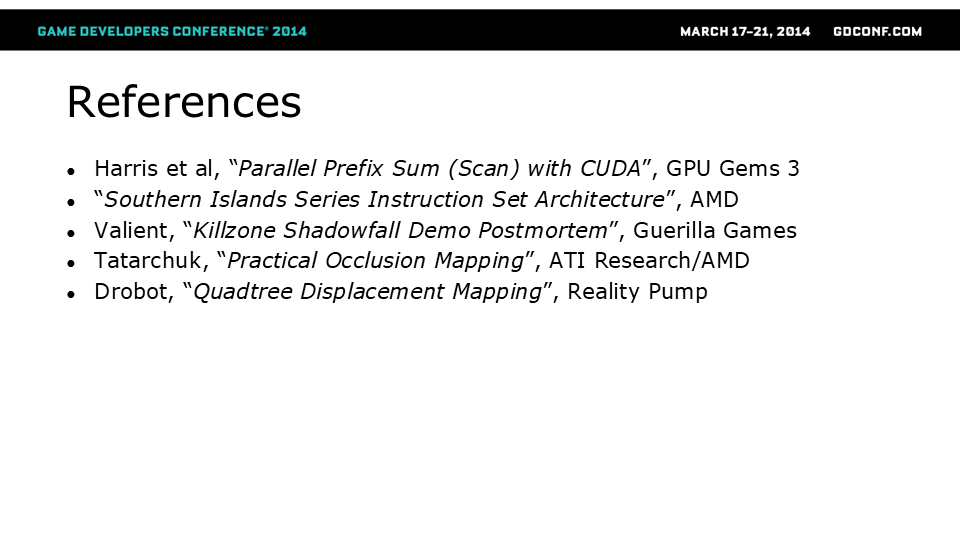 GAME DEVELOPERS CONFERENCE® 2014 MARCH 17–21, 2014 GDCONF.COM
References
• Harris et al, “Parallel Prefix Sum (Scan) with CUDA”, GPU Gems 3
• “Southern Islands Series Instruction Set Architecture”, AMD
• Valient, “Killzone Shadowfall Demo Postmortem”, Guerilla Games
• Tatarchuk, “Practical Occlusion Mapping”, ATI Research/AMD
• Drobot, “Quadtree Displacement Mapping”, Reality Pump